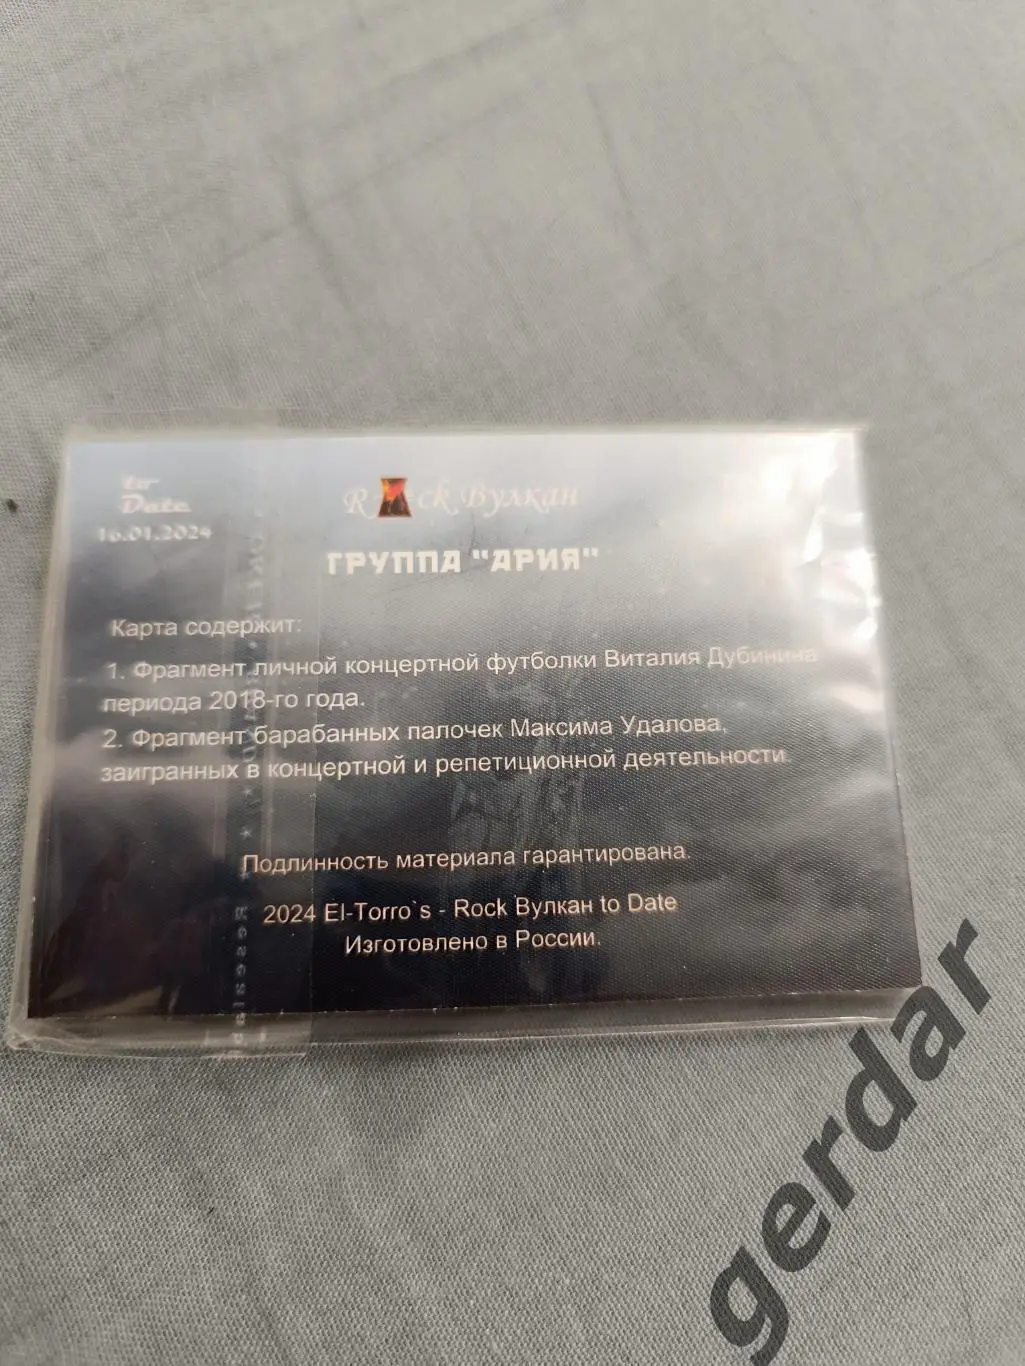 to
Date
16.01.2024
Rock Вулкан
ГРУППА "АРИЯ"
Карта содержит:
1. Фрагмент личной концертной футболки Виталия Дубинина
периода 2018-го года.
2. Фрагмент барабанных палочек Максима Удалова,
заигранных в концертной и репетиционной деятельности.
Подлинность материала гарантирована.
2024 El-Torro`s - Rock Вулкан to Date
Изготовлено в России.
gerdar